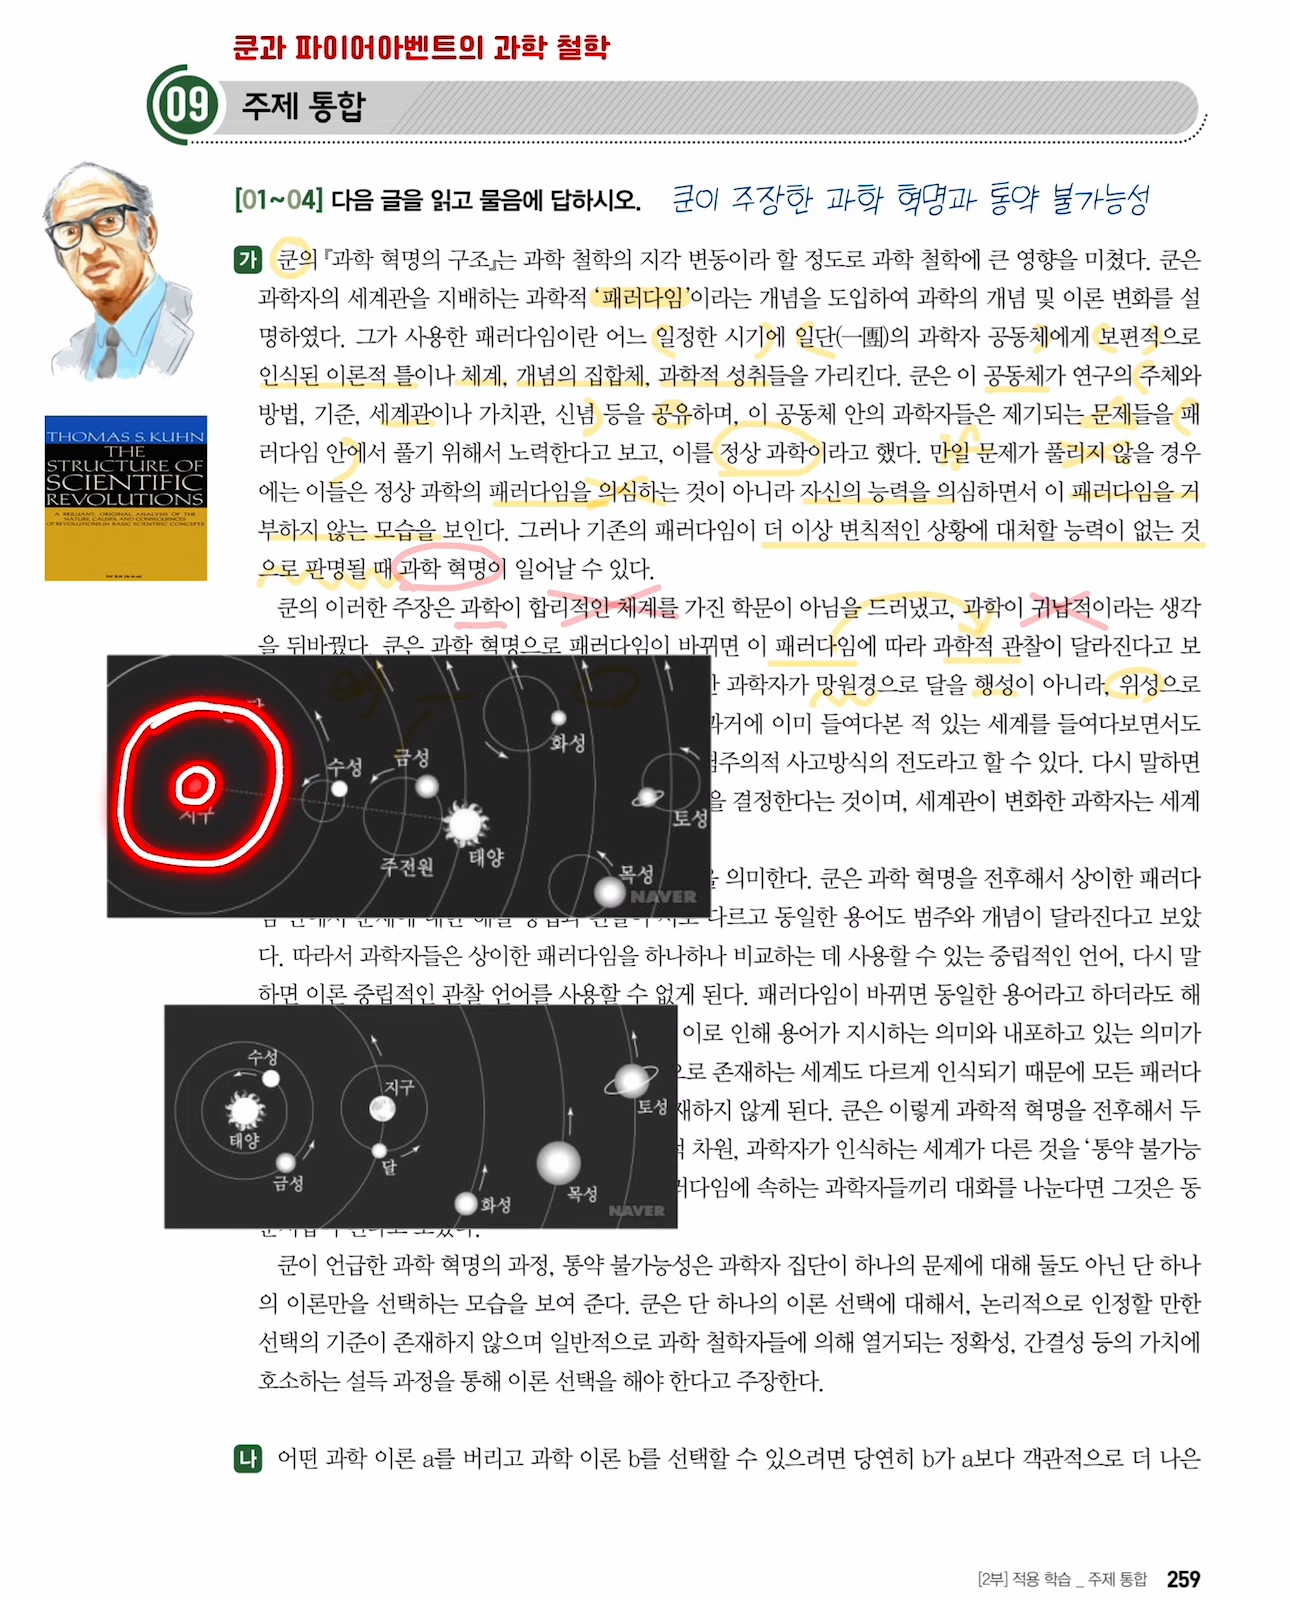 쿤과 파이어아벤트의 과학 철학
09 주제 통합
[01~04] 다음 글을 읽고 물음에 답하시오. 쿤이 주장한 과학 혁명과 통약 불가능성
THOMAS S. KUHN
THE
STRUCTURE OF
SCIENTIFIC
REVOLUTIONS
A BRILLIANT, ORIGINAL ANALYSIS OF THE
NATURE, CAUSES, AND CONSEQUENCES
OF REVOLUTIONS IN BASIC SCIENTIFIC CONCEPTS
가 쿤의 『과학 혁명의 구조』는 과학 철학의 지각 변동이라 할 정도로 과학 철학에 큰 영향을 미쳤다. 쿤은
과학자의 세계관을 지배하는 과학적 ‘패러다임’이라는 개념을 도입하여 과학의 개념 및 이론 변화를 설
명하였다. 그가 사용한 패러다임이란 어느 일정한 시기에 일단(一團)의 과학자 공동체에게 보편적으로
인식된 이론적 틀이나 체계, 개념의 집합체, 과학적 성취들을 가리킨다. 쿤은 이 공동체가 연구의 주체와
방법, 기준, 세계관이나 가치관, 신념 등을 공유하며, 이 공동체 안의 과학자들은 제기되는 문제들을 패
러다임 안에서 풀기 위해서 노력한다고 보고, 이를 정상 과학이라고 했다. 만일 문제가 풀리지 않을 경우
에는 이들은 정상 과학의 패러다임을 의심하는 것이 아니라 자신의 능력을 의심하면서 이 패러다임을 거
부하지 않는 모습을 보인다. 그러나 기존의 패러다임이 더 이상 변칙적인 상황에 대처할 능력이 없는 것
으로 판명될 때 과학 혁명이 일어날 수 있다.
쿤의 이러한 주장은 과학이 합리적인 체계를 가진 학문이 아님을 드러냈고, 과학이 귀납적이라는 생각
을 뒤바꿨다. 쿤은 과학 혁명으로 패러다임이 바뀌면 이 패러다임에 따라 과학적 관찰이 달라진다고 보
과학자가 망원경으로 달을 행성이 아니라, 위성으로
과거에 이미 들여다본 적 있는 세계를 들여다보면서도
범주의적 사고방식의 전도라고 할 수 있다. 다시 말하면
을 결정한다는 것이며, 세계관이 변화한 과학자는 세계
지구
수성
금성
주전원
태양
화성
토성
목성
NAVER
을 의미한다. 쿤은 과학 혁명을 전후해서 상이한 패러다
다르고 동일한 용어도 범주와 개념이 달라진다고 보았
다. 따라서 과학자들은 상이한 패러다임을 하나하나 비교하는 데 사용할 수 있는 중립적인 언어, 다시 말
하면 이론 중립적인 관찰 언어를 사용할 수 없게 된다. 패러다임이 바뀌면 동일한 용어라고 하더라도 해
이로 인해 용어가 지시하는 의미와 내포하고 있는 의미가
으로 존재하는 세계도 다르게 인식되기 때문에 모든 패러다
재하지 않게 된다. 쿤은 이렇게 과학적 혁명을 전후해서 두
차원, 과학자가 인식하는 세계가 다른 것을 ‘통약 불가능
러다임에 속하는 과학자들끼리 대화를 나눈다면 그것은 동
수성
태양
금성
지구
달
화성
목성
토성
NAVER
쿤이 언급한 과학 혁명의 과정, 통약 불가능성은 과학자 집단이 하나의 문제에 대해 둘도 아닌 단 하나
의 이론만을 선택하는 모습을 보여 준다. 쿤은 단 하나의 이론 선택에 대해서, 논리적으로 인정할 만한
선택의 기준이 존재하지 않으며 일반적으로 과학 철학자들에 의해 열거되는 정확성, 간결성 등의 가치에
호소하는 설득 과정을 통해 이론 선택을 해야 한다고 주장한다.
나 어떤 과학 이론 a를 버리고 과학 이론 b를 선택할 수 있으려면 당연히 b가 a보다 객관적으로 더 나은
[2부] 적용 학습 _ 주제 통합 259